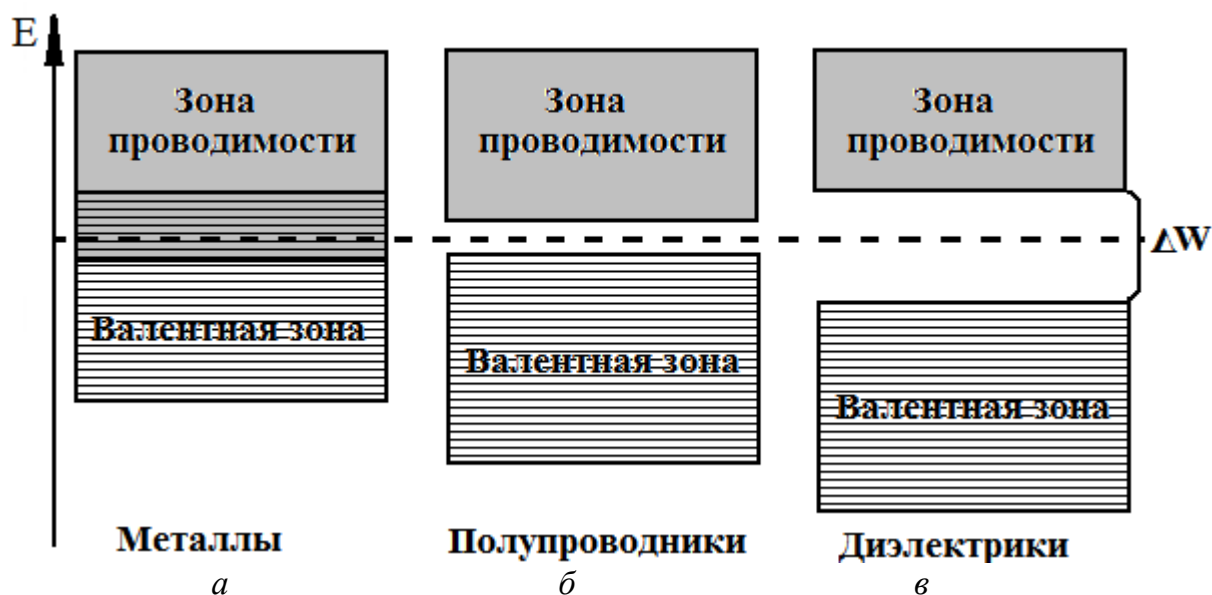 E
Зона
проводимости
Зона
проводимости
Зона
проводимости
ΔW
Валентная зона
Валентная зона
Валентная зона
Металлы
Полупроводники
Диэлектрики
а
б
в